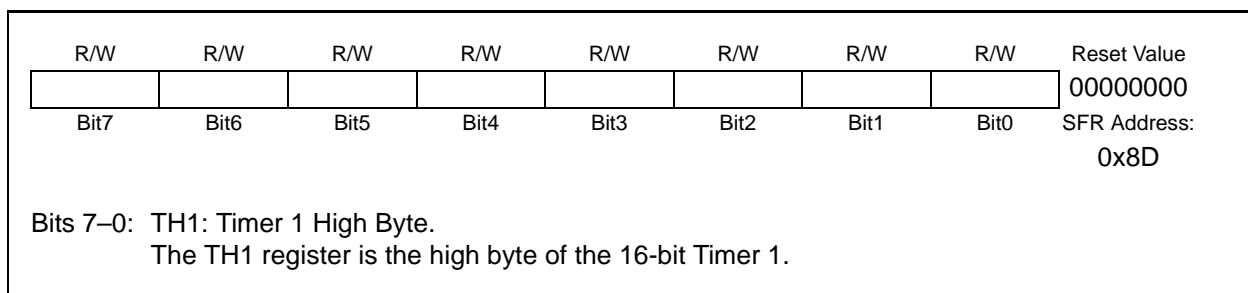 R/W R/W R/W R/W R/W R/W R/W R/W Reset Value
00000000
Bit7 Bit6 Bit5 Bit4 Bit3 Bit2 Bit1 Bit0 SFR Address:
0x8D
Bits 7–0: TH1: Timer 1 High Byte.
The TH1 register is the high byte of the 16-bit Timer 1.